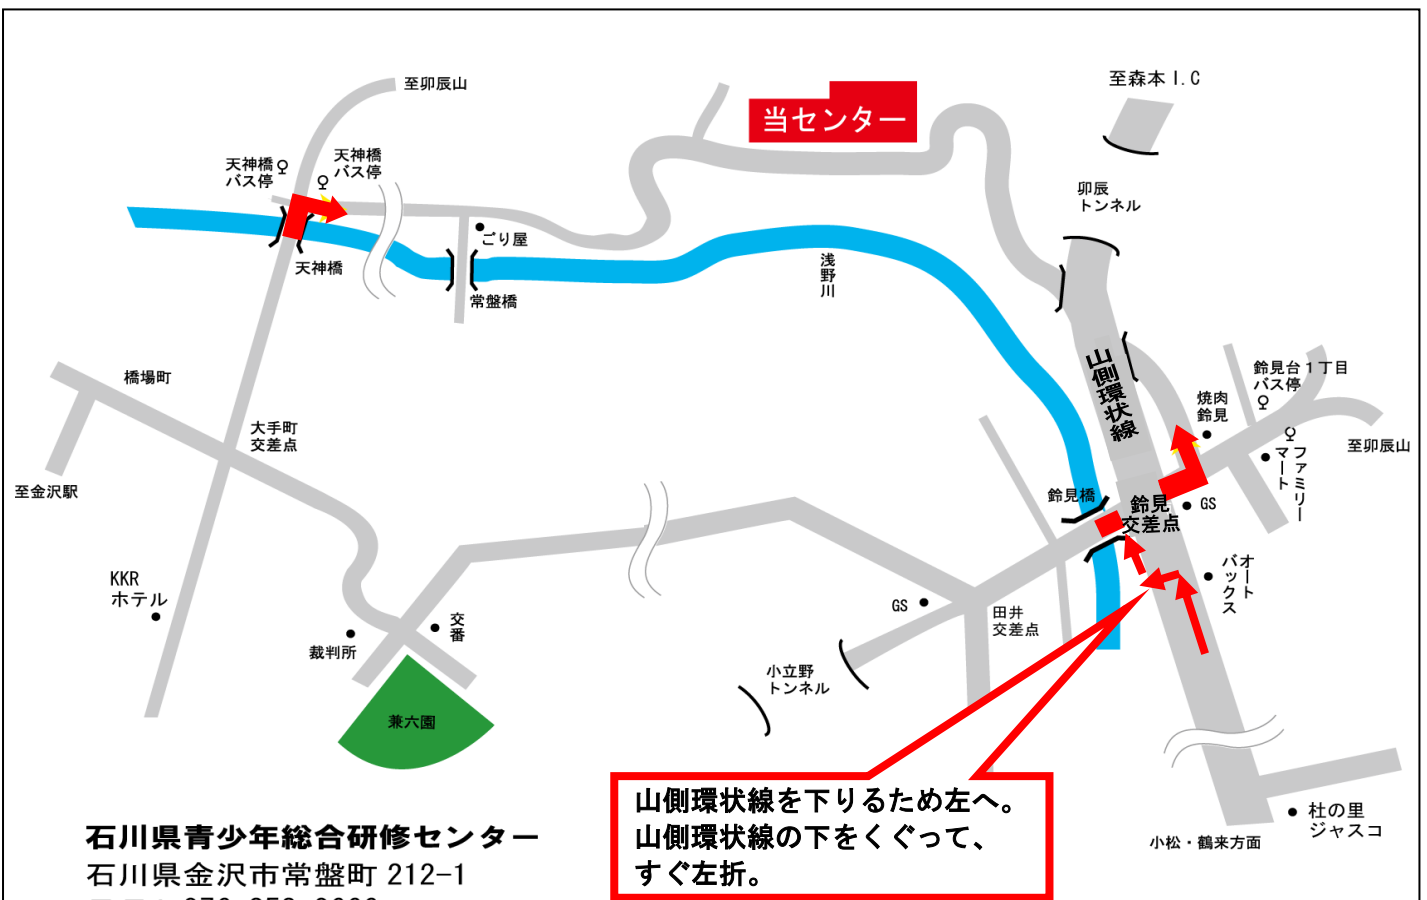 至卯辰山
至森本I.C
当センター
天神橋
バス停
天神橋
バス停
卯辰
トンネル
ごり屋
天神橋
常盤橋
浅野川
山側環状線
橋場町
鈴見台1丁目
バス停
焼肉
鈴見
大手町
交差点
至卯辰山
ファミリー
マート
至金沢駅
鈴見橋
鈴見
交差点
GS
オート
バックス
KKR
ホテル
GS
田井
交差点
交番
裁判所
小立野
トンネル
兼六園
山側環状線を下りるため左へ。
山側環状線の下をくぐって、
すぐ左折。
杜の里
ジャスコ
小松・鶴来方面
石川県青少年総合研修センター
石川県金沢市常盤町212-1